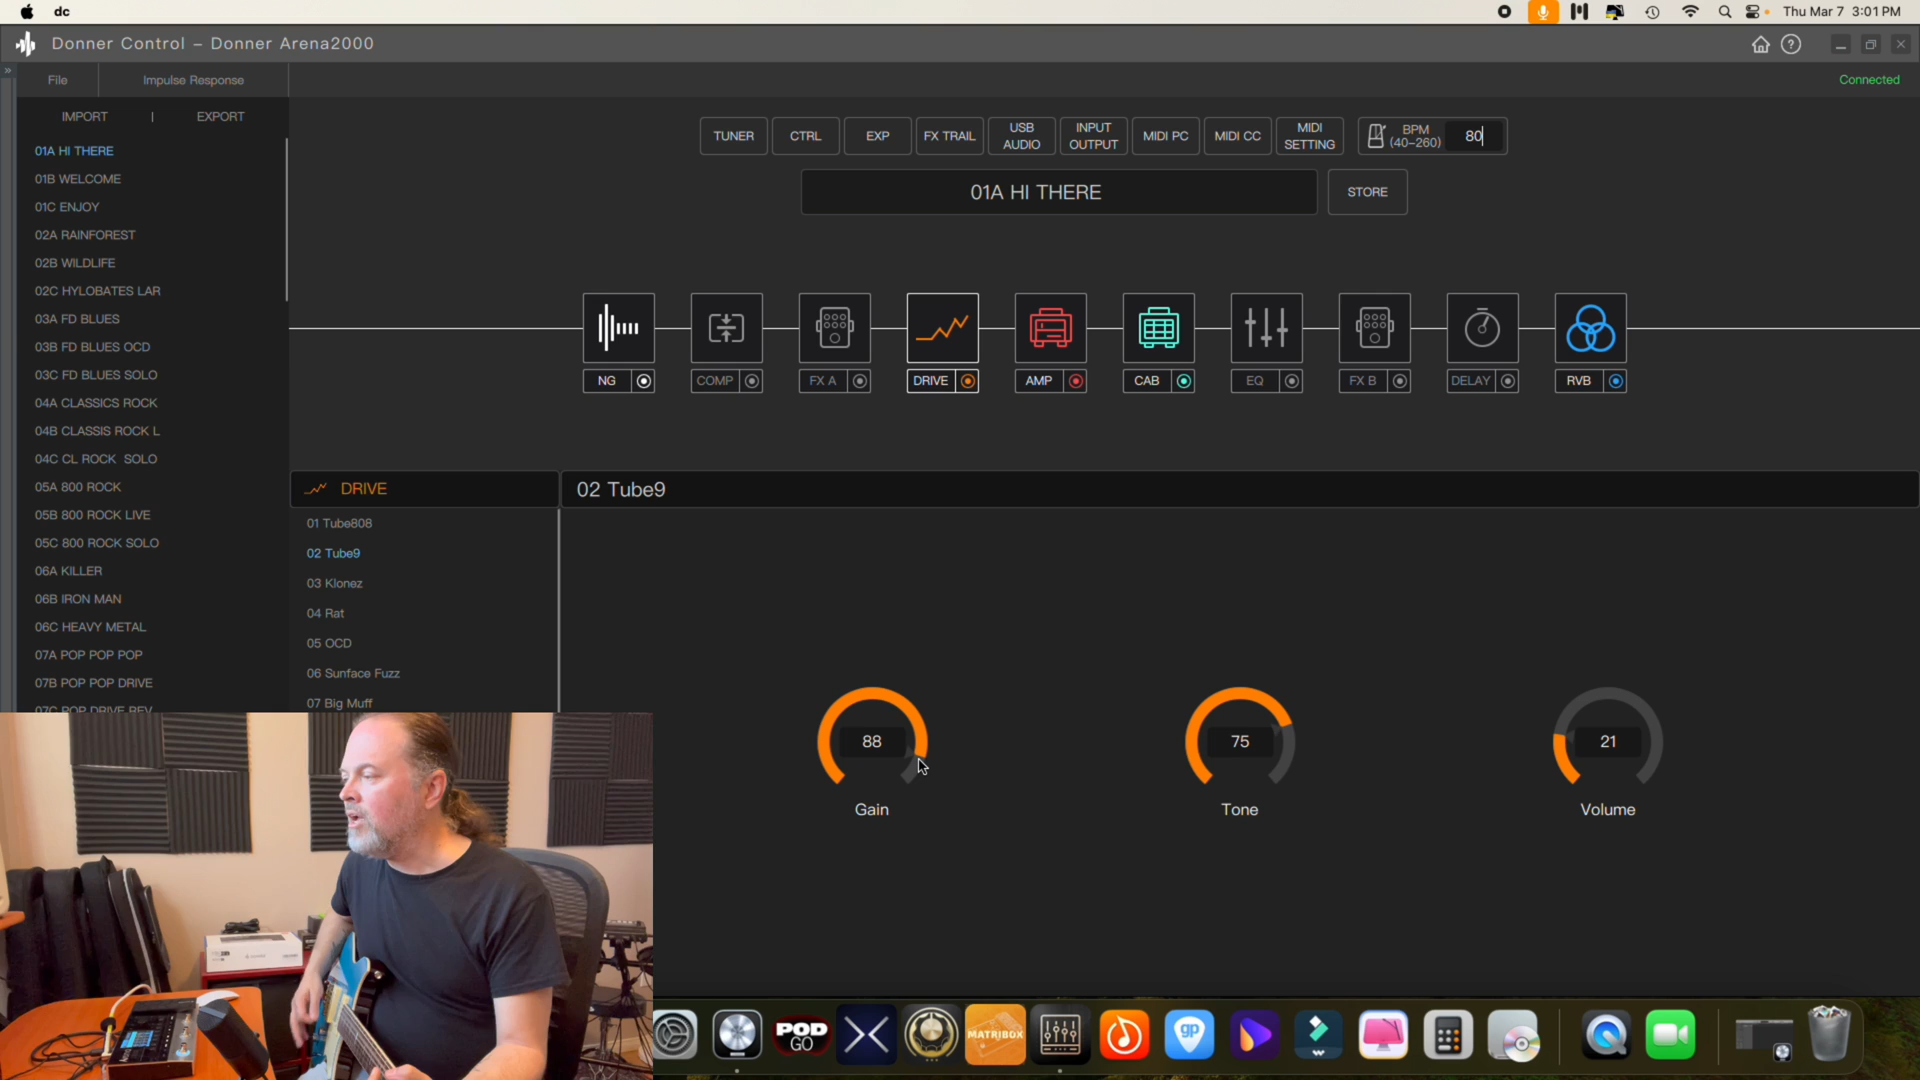 dc
Thu Mar 7 3:01 PM
Donner Control – Donner Arena2000
File
Impulse Response
Connected
IMPORT | EXPORT
TUNER
CTRL
EXP
FX TRAIL
USB
AUDIO
INPUT
OUTPUT
MIDI PC
MIDI CC
MIDI
SETTING
BPM
(40–260)
80
01A HI THERE
STORE
01A HI THERE
01B WELCOME
01C ENJOY
02A RAINFOREST
02B WILDLIFE
02C HYLOBATES LAR
03A FD BLUES
03B FD BLUES OCD
03C FD BLUES SOLO
04A CLASSICS ROCK
04B CLASSIS ROCK L
04C CL ROCK SOLO
05A 800 ROCK
05B 800 ROCK LIVE
05C 800 ROCK SOLO
06A KILLER
06B IRON MAN
06C HEAVY METAL
07A POP POP POP
07B POP POP DRIVE
07C POP DRIVE REV
NG
COMP
FX A
DRIVE
AMP
CAB
EQ
FX B
DELAY
RVB
DRIVE
02 Tube9
01 Tube808
02 Tube9
03 Klonez
04 Rat
05 OCD
06 Sunface Fuzz
07 Big Muff
88
75
21
Gain
Tone
Volume
POD
GO
MATRIBOX
gp